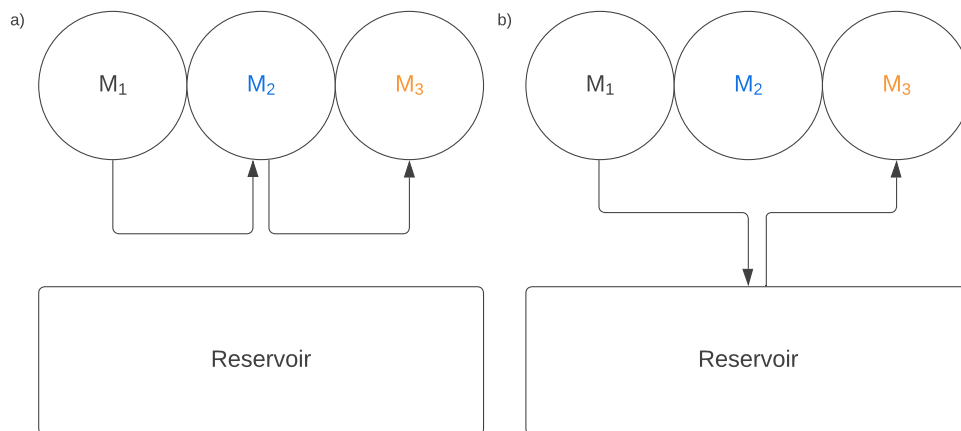 a)
M₁ M₂ M₃
Reservoir
b)
M₁ M₂ M₃
Reservoir